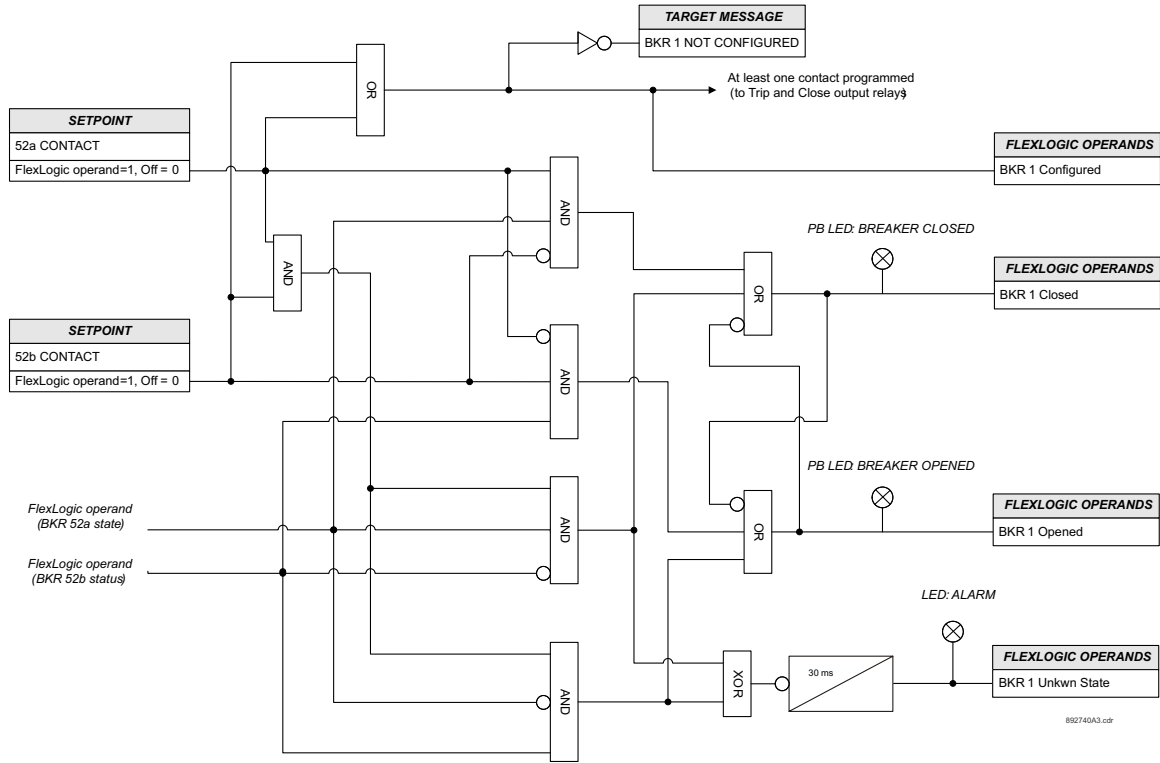 TARGET MESSAGE
BKR 1 NOT CONFIGURED
OR
At least one contact programmed
(to Trip and Close output relays)
SETPOINT
52a CONTACT
FlexLogic operand=1, Off = 0
FLEXLOGIC OPERANDS
BKR 1 Configured
AND
PB LED: BREAKER CLOSED
AND
FLEXLOGIC OPERANDS
BKR 1 Closed
OR
SETPOINT
52b CONTACT
FlexLogic operand=1, Off = 0
AND
PB LED: BREAKER OPENED
FlexLogic operand
(BKR 52a state)
AND
OR
FLEXLOGIC OPERANDS
BKR 1 Opened
FlexLogic operand
(BKR 52b status)
LED: ALARM
AND
XOR
30 ms
FLEXLOGIC OPERANDS
BKR 1 Unkwn State
892740A3.cdr